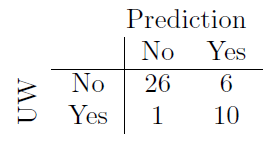 Prediction
No Yes
No 26 6
UW
Yes 1 10